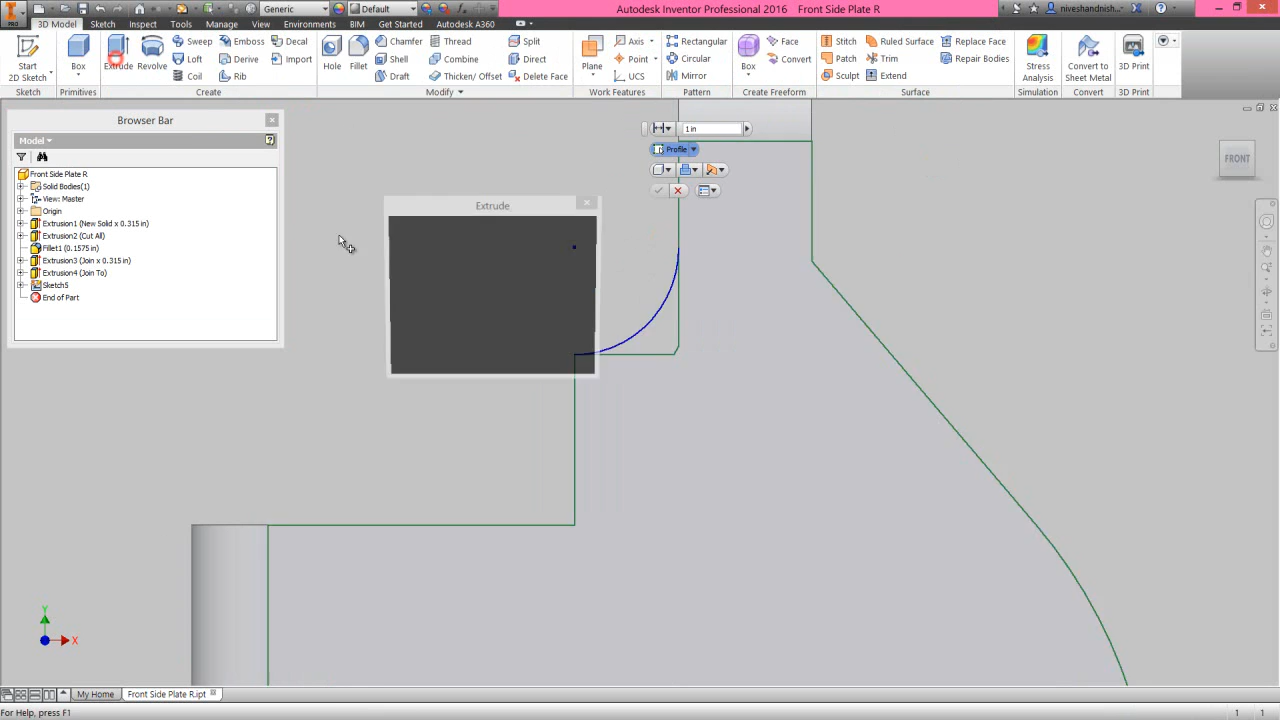 Generic
Default
Autodesk Inventor Professional 2016
Front Side Plate R
niveshandnish...
PRO
3D Model
Sketch
Inspect
Tools
Manage
View
Environments
BIM
Get Started
Autodesk A360
Start
2D Sketch
Box
Extrude
Revolve
Sweep
Emboss
Decal
Loft
Derive
Import
Coil
Rib
Hole
Fillet
Chamfer
Thread
Split
Shell
Combine
Direct
Draft
Thicken/ Offset
Delete Face
Plane
Axis
Point
UCS
Rectangular
Circular
Mirror
Box
Face
Convert
Stitch
Ruled Surface
Replace Face
Patch
Trim
Repair Bodies
Sculpt
Extend
Stress
Analysis
Convert to
Sheet Metal
3D Print
Sketch
Primitives
Create
Modify
Work Features
Pattern
Create Freeform
Surface
Simulation
Convert
3D Print
Browser Bar
Model
Front Side Plate R
Solid Bodies(1)
View: Master
Origin
Extrusion1 (New Solid x 0.315 in)
Extrusion2 (Cut All)
Fillet1 (0.1575 in)
Extrusion3 (Join x 0.315 in)
Extrusion4 (Join To)
Sketch5
End of Part
Extrude
1 in
Profile
FRONT
Y
X
My Home
Front Side Plate R.ipt
For Help, press F1
1
1